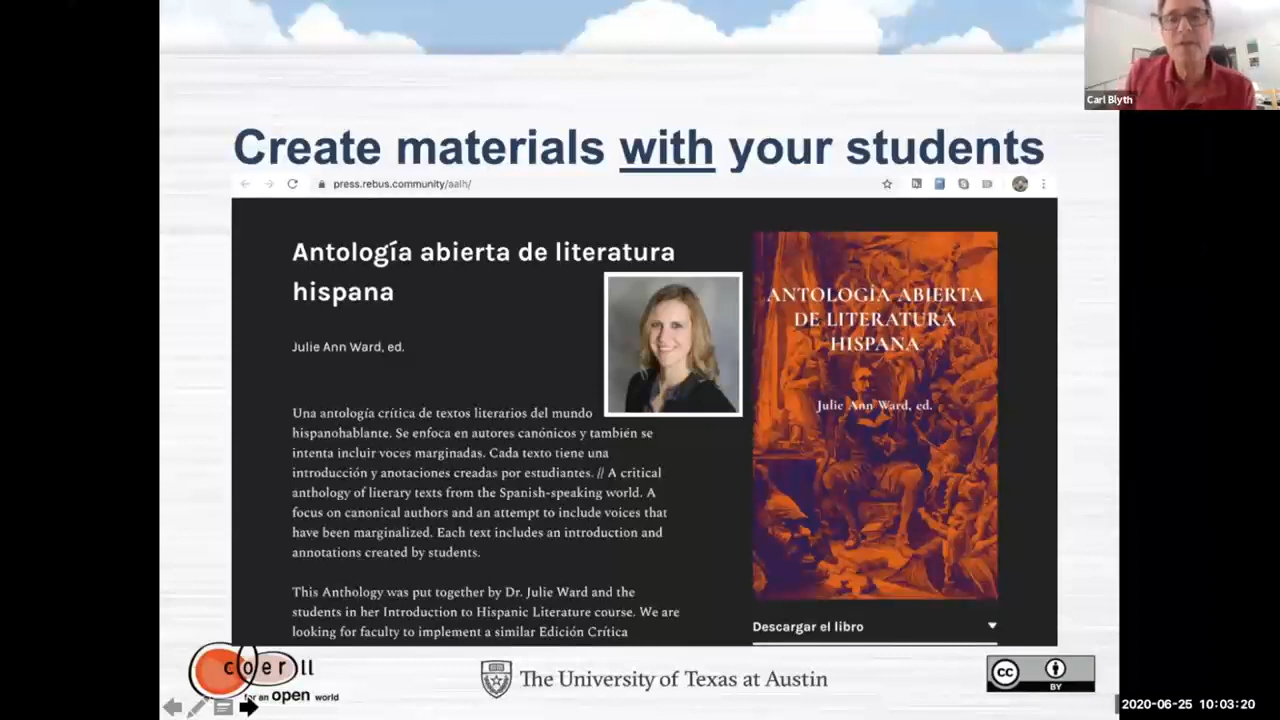 Carl Blyth
Create materials with your students
press.rebus.community/aalh/
Antología abierta de literatura
hispana
Julie Ann Ward, ed.
Una antología crítica de textos literarios del mundo
hispanohablante. Se enfoca en autores canónicos y también se
intenta incluir voces marginadas. Cada texto tiene una
introducción y anotaciones creadas por estudiantes. // A critical
anthology of literary texts from the Spanish-speaking world. A
focus on canonical authors and an attempt to include voices that
have been marginalized. Each text includes an introduction and
annotations created by students.
This Anthology was put together by Dr. Julie Ward and the
students in her Introduction to Hispanic Literature course. We are
looking for faculty to implement a similar Edición Crítica
ANTOLOGÍA ABIERTA
DE LITERATURA
HISPANA
Julie Ann Ward, ed.
Descargar el libro
coerll
for an open world
The University of Texas at Austin
CC
BY
2020-06-25 10:03:20